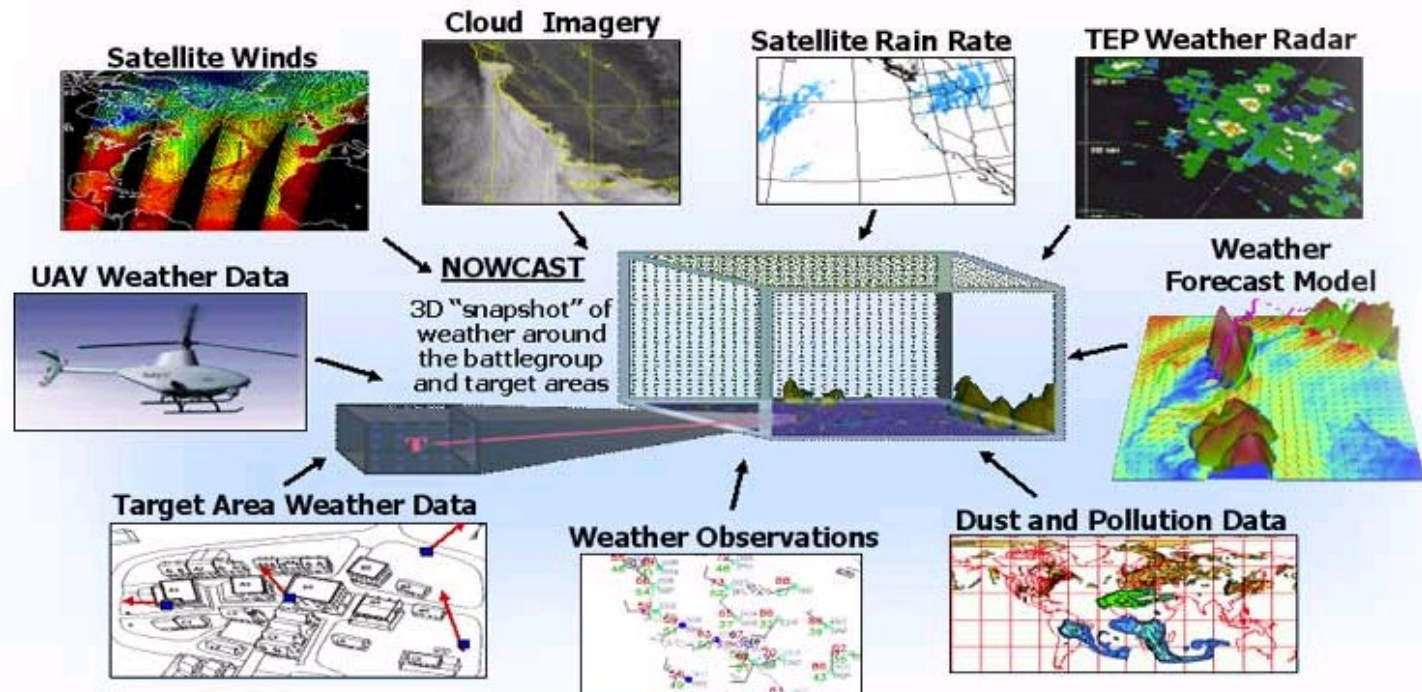 Cloud Imagery
Satellite Winds
Satellite Rain Rate
TEP Weather Radar
UAV Weather Data
NOWCAST
3D “snapshot” of
weather around
the battlegroup
and target areas
Weather
Forecast Model
Target Area Weather Data
Weather Observations
Dust and Pollution Data